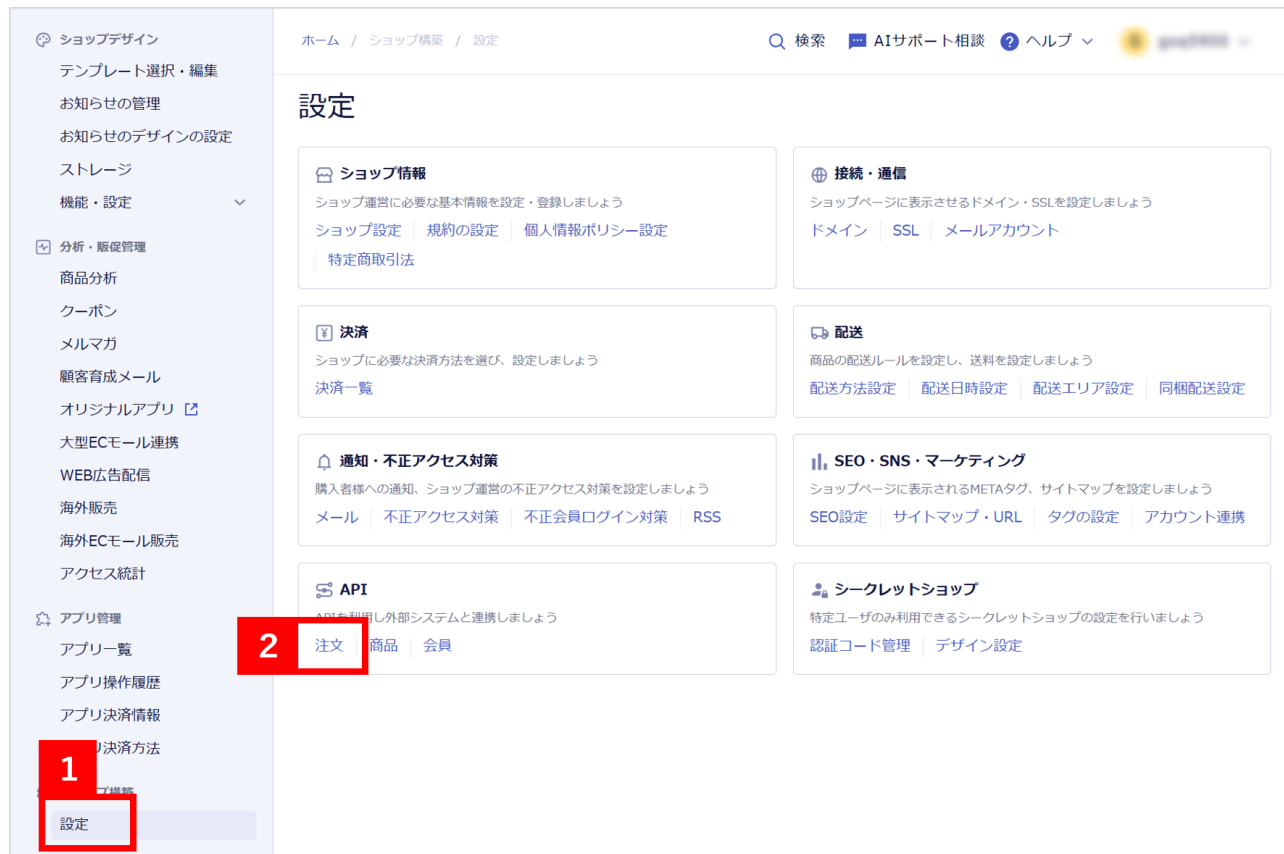 ショップデザイン
テンプレート選択・編集
お知らせの管理
お知らせのデザインの設定
ストレージ
機能・設定
分析・販促管理
商品分析
クーポン
メルマガ
顧客育成メール
オリジナルアプリ
大型ECモール連携
WEB広告配信
海外販売
海外ECモール販売
アクセス統計
アプリ管理
アプリ一覧
アプリ操作履歴
アプリ決済情報
決済方法
1
プ構築
設定
ホーム / ショップ構築 / 設定
検索 AIサポート相談 ? ヘルプ
設定
ショップ情報
ショップ運営に必要な基本情報を設定・登録しましょう
ショップ設定 規約の設定 個人情報ポリシー設定
特定商取引法
接続・通信
ショップページに表示させるドメイン・SSLを設定しましょう
ドメイン SSL メールアカウント
¥ 決済
ショップに必要な決済方法を選び、設定しましょう
決済一覧
配送
商品の配送ルールを設定し、送料を設定しましょう
配送方法設定 配送日時設定 配送エリア設定 同梱配送設定
通知・不正アクセス対策
購入者様への通知、ショップ運営の不正アクセス対策を設定しましょう
メール 不正アクセス対策 不正会員ログイン対策 RSS
SEO・SNS・マーケティング
ショップページに表示されるMETAタグ、サイトマップを設定しましょう
SEO設定 サイトマップ・URL タグの設定 アカウント連携
API
APIを利用し外部システムと連携しましょう
2 注文 商品 会員
シークレットショップ
特定ユーザのみ利用できるシークレットショップの設定を行いましょう
認証コード管理 デザイン設定